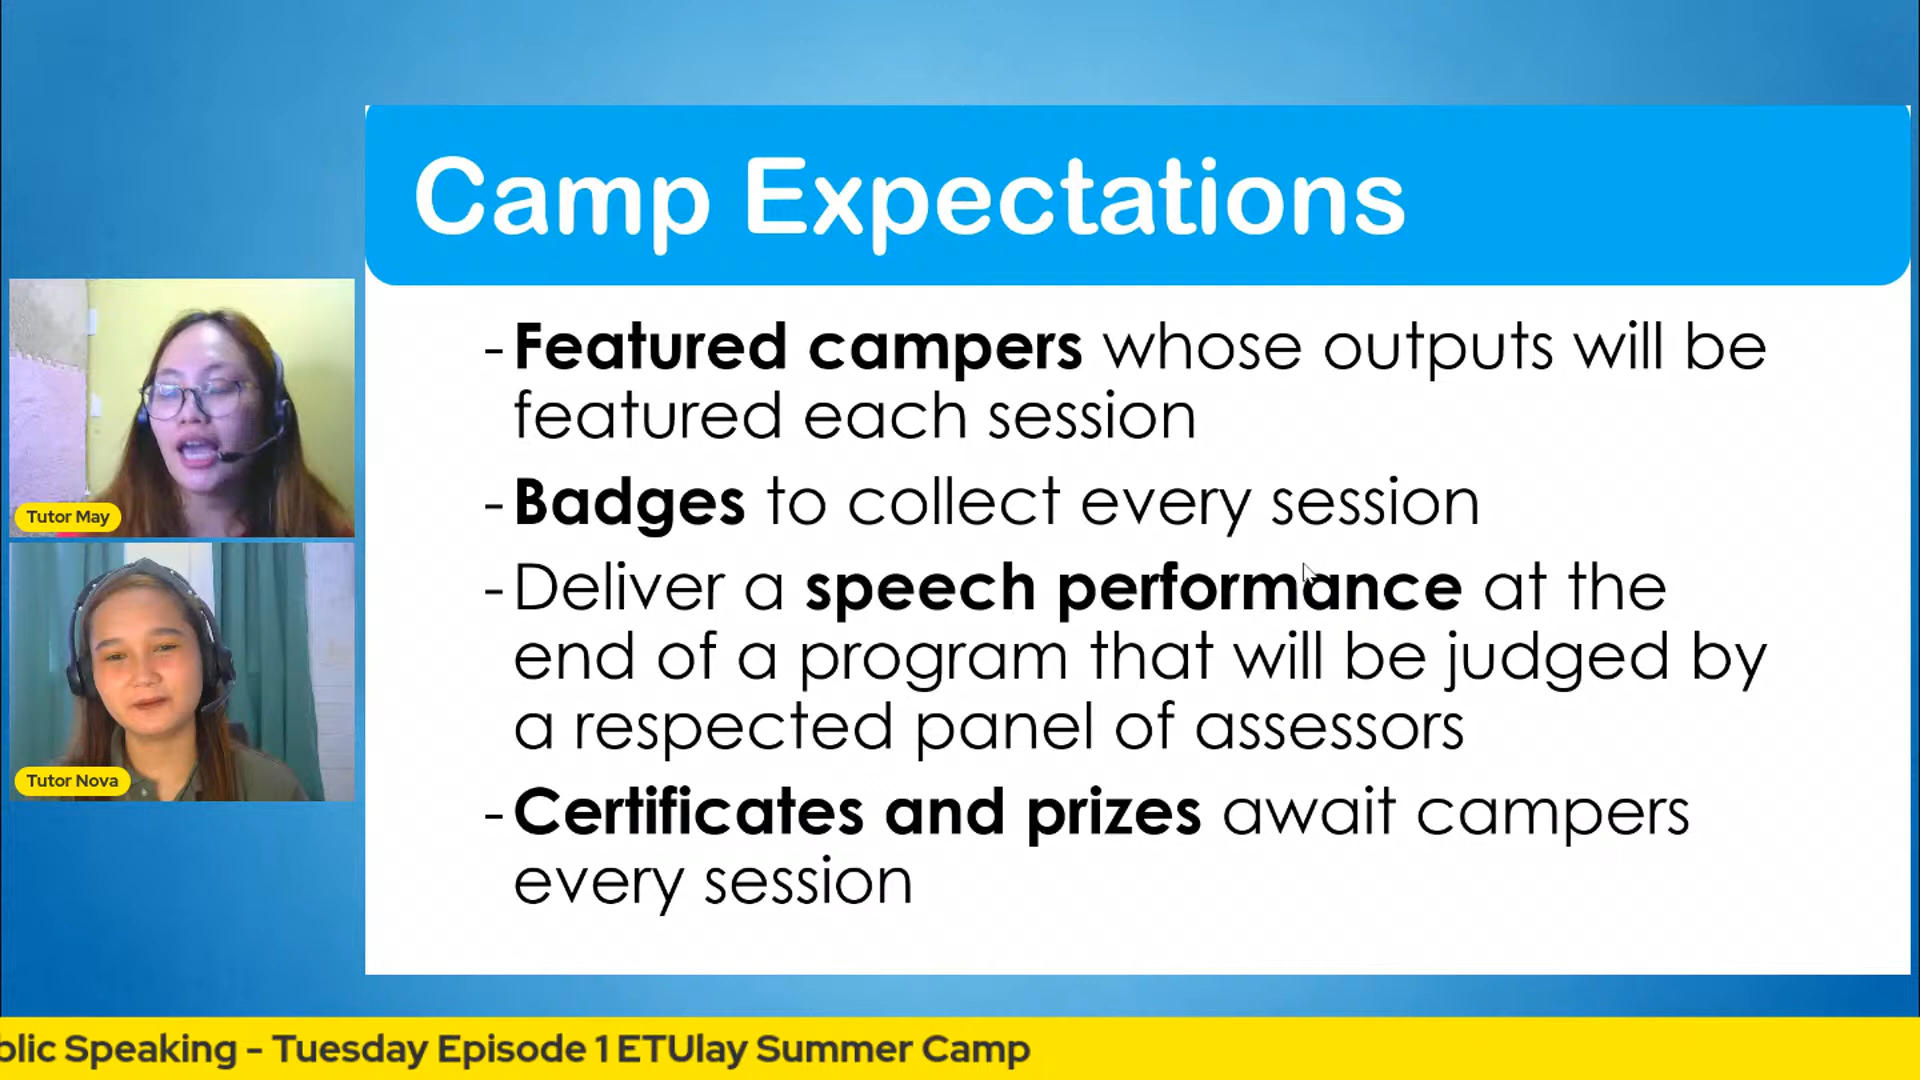 Camp Expectations
- Featured campers whose outputs will be
featured each session
- Badges to collect every session
- Deliver a speech performance at the
end of a program that will be judged by
a respected panel of assessors
- Certificates and prizes await campers
every session
Tutor May
Tutor Nova
blic Speaking - Tuesday Episode 1 ETUlay Summer Camp